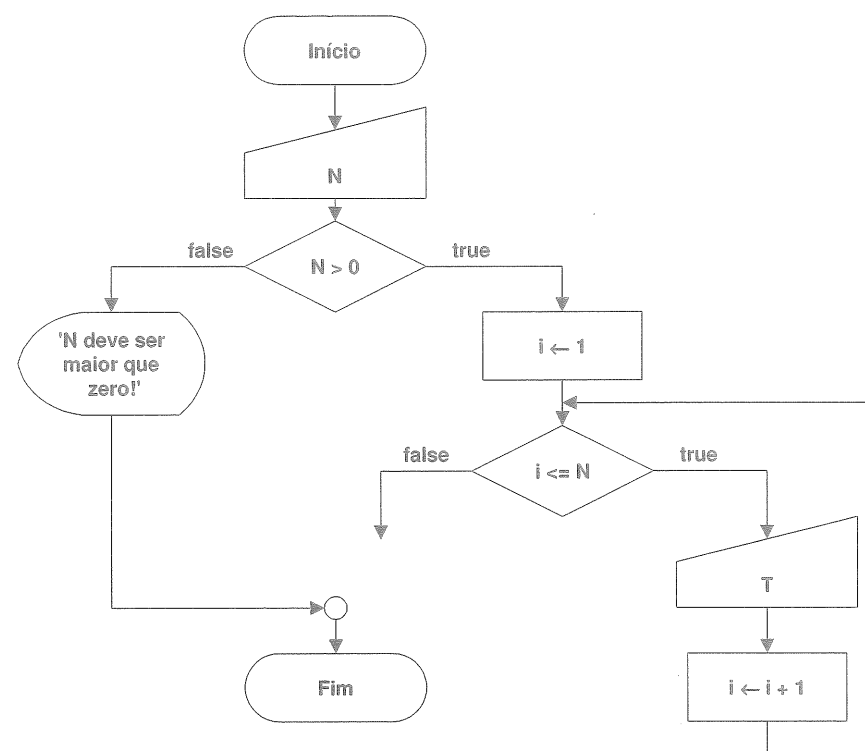 Início
N
false
N > 0
true
'N deve ser
maior que
zero!'
i ← 1
false
i <= N
true
T
i ← i + 1
Fim